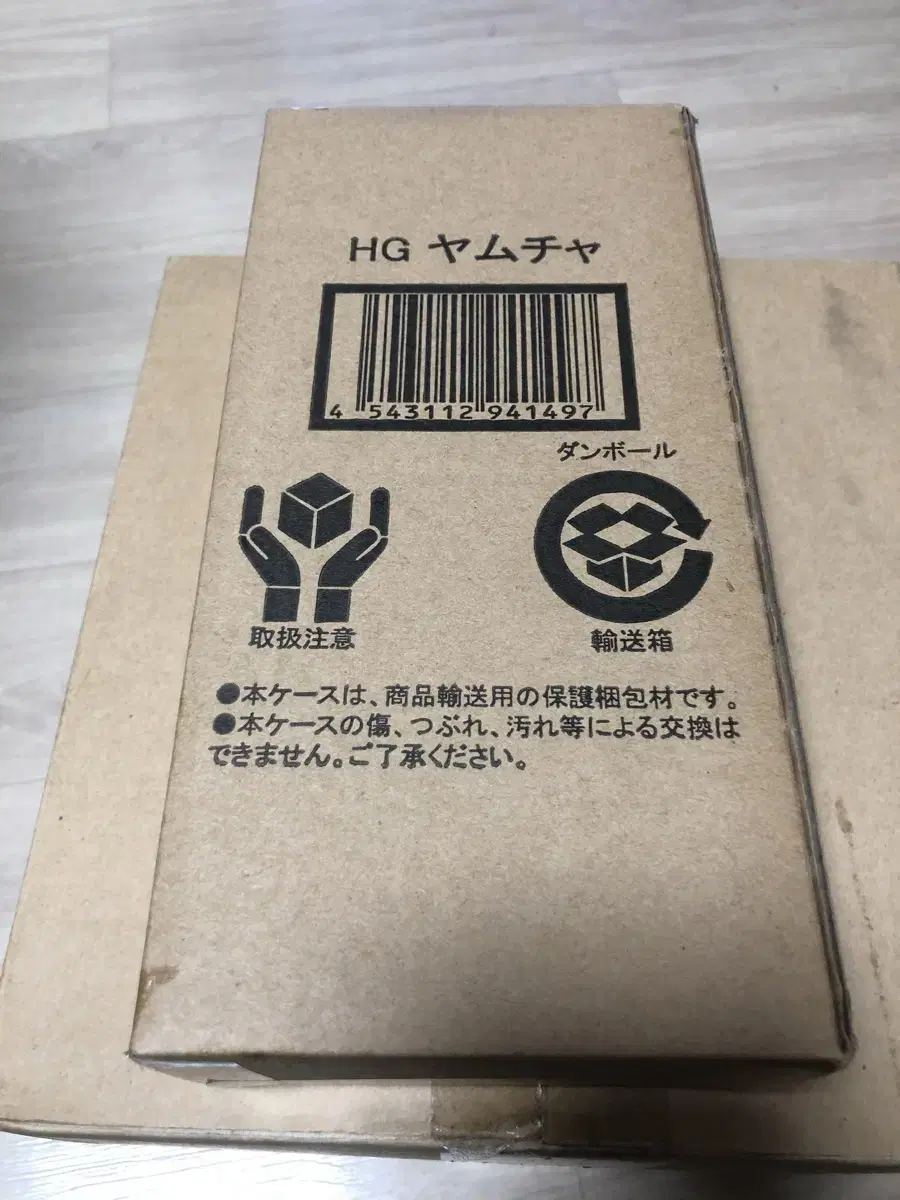 HG ヤムチャ
4 543112 941497
ダンボール
取扱注意
輸送箱
●本ケースは、商品輸送用の保護梱包材です。
●本ケースの傷、つぶれ、汚れ等による交換は
できません。ご了承ください。